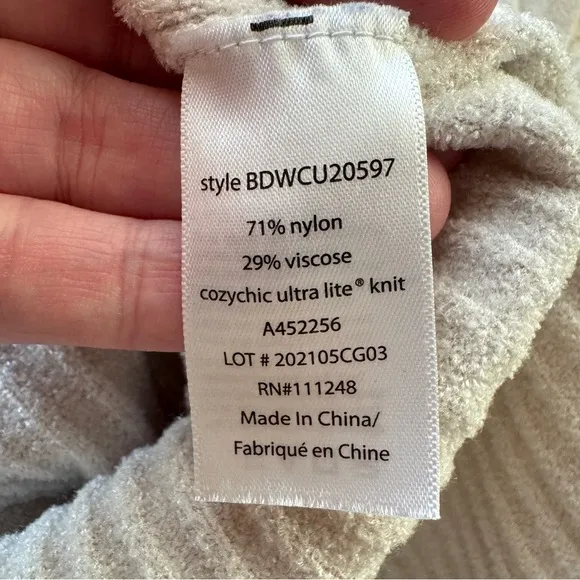 style BDWCU20597
71% nylon
29% viscose
cozychic ultra lite® knit
A452256
LOT # 202105CG03
RN#111248
Made In China/
Fabriqué en Chine